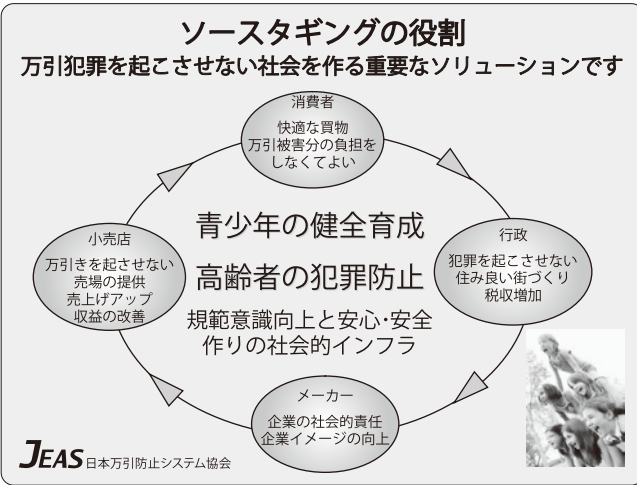 ソースタギングの役割
万引犯罪を起こさせない社会を作る重要なソリューションです
消費者
快適な買物
万引被害分の負担を
しなくてよい
行政
犯罪を起こさせない
住み良い街づくり
税収増加
メーカー
企業の社会的責任
企業イメージの向上
小売店
万引きを起させない
売場の提供
売上げアップ
収益の改善
青少年の健全育成
高齢者の犯罪防止
規範意識向上と安心･安全
作りの社会的インフラ
JEAS 日本万引防止システム協会